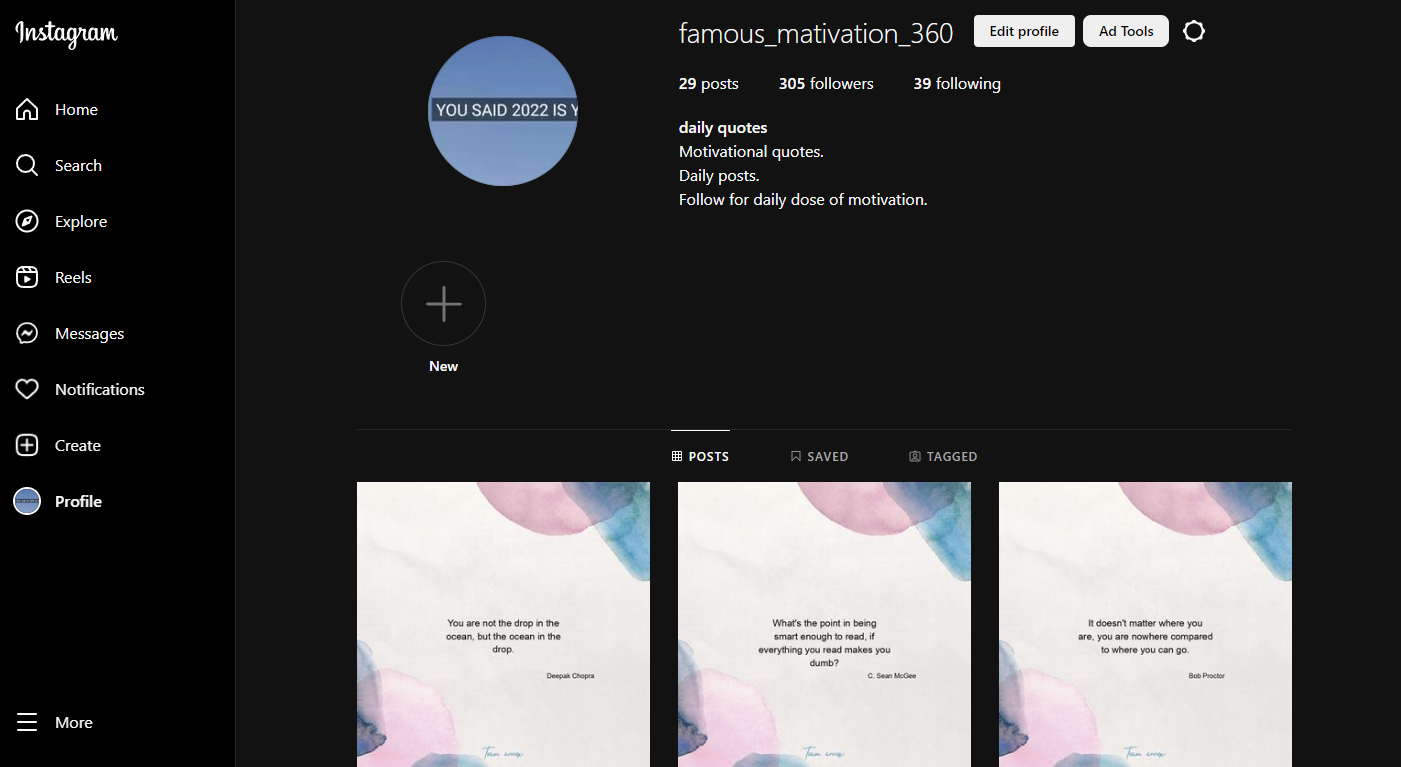 Instagram
Home
Search
Explore
Reels
Messages
Notifications
Create
Profile
More
YOU SAID 2022 IS Y
famous_mativation_360
Edit profile
Ad Tools
29 posts
305 followers
39 following
daily quotes
Motivational quotes.
Daily posts.
Follow for daily dose of motivation.
New
POSTS
SAVED
TAGGED
You are not the drop in the
ocean, but the ocean in the
drop.
Deepak Chopra
What's the point in being
smart enough to read, if
everything you read makes you
dumb?
C. Sean McGee
It doesn't matter where you
are, you are nowhere compared
to where you can go.
Bob Proctor
Team
Team
Team